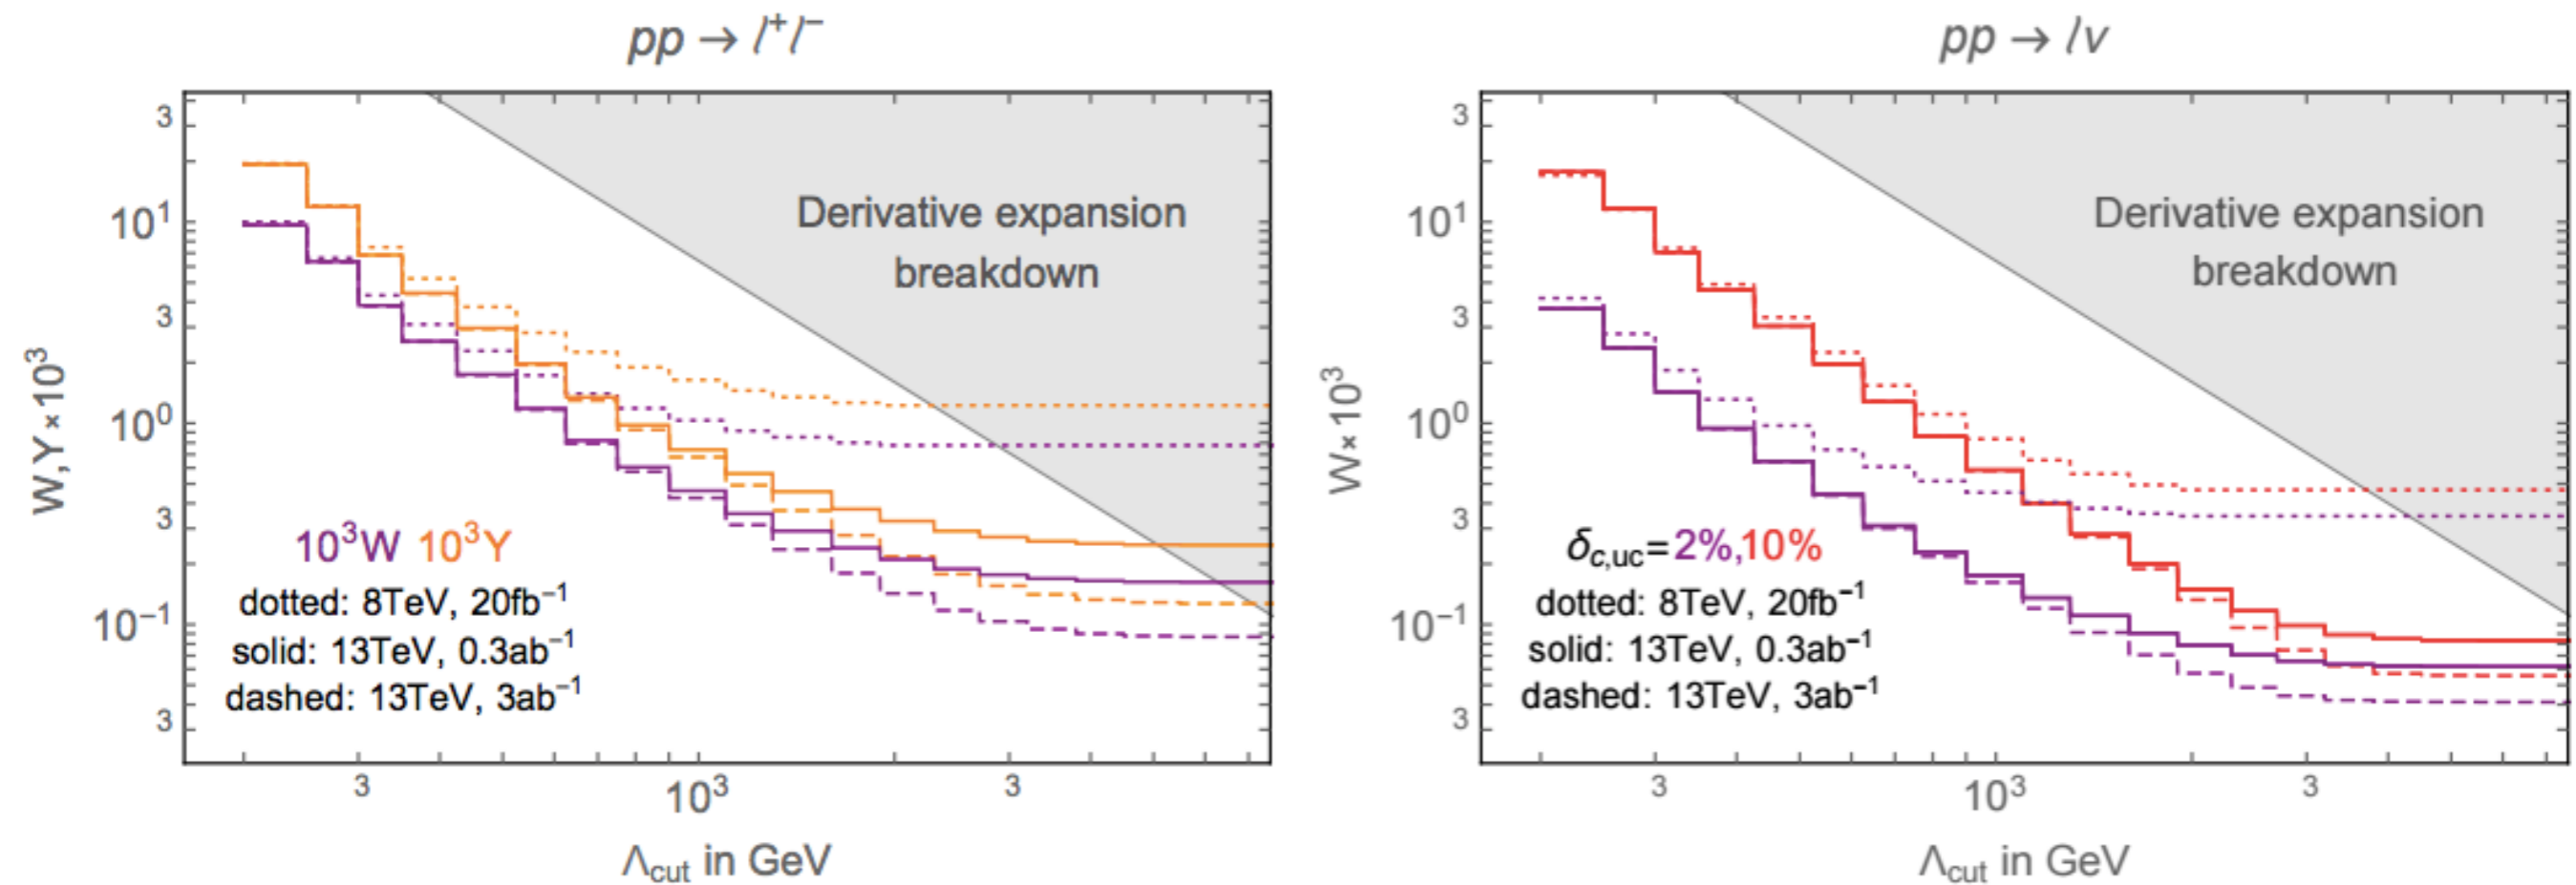 pp → l⁺l⁻
3
10¹
3
10⁰
3
10⁻¹
3
W,Y×10³
Derivative expansion
breakdown
10³W 10³Y
dotted: 8TeV, 20fb⁻¹
solid: 13TeV, 0.3ab⁻¹
dashed: 13TeV, 3ab⁻¹
3 10³ 3
Λcut in GeV
pp → lν
3
10¹
3
10⁰
3
10⁻¹
3
W×10³
Derivative expansion
breakdown
δc,uc=2%,10%
dotted: 8TeV, 20fb⁻¹
solid: 13TeV, 0.3ab⁻¹
dashed: 13TeV, 3ab⁻¹
3 10³ 3
Λcut in GeV